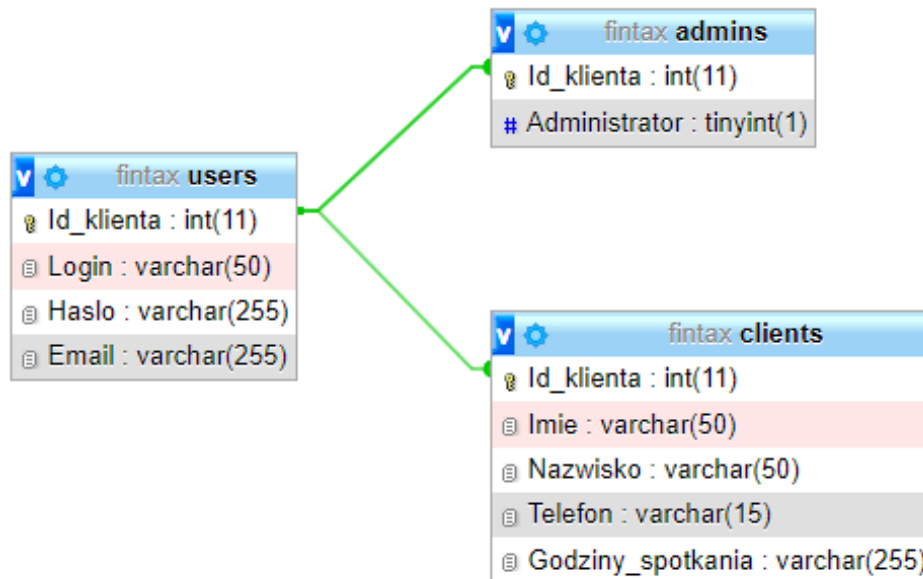 v fintax users
Id_klienta : int(11)
Login : varchar(50)
Haslo : varchar(255)
Email : varchar(255)
v fintax admins
Id_klienta : int(11)
# Administrator : tinyint(1)
v fintax clients
Id_klienta : int(11)
Imie : varchar(50)
Nazwisko : varchar(50)
Telefon : varchar(15)
Godziny_spotkania : varchar(255)